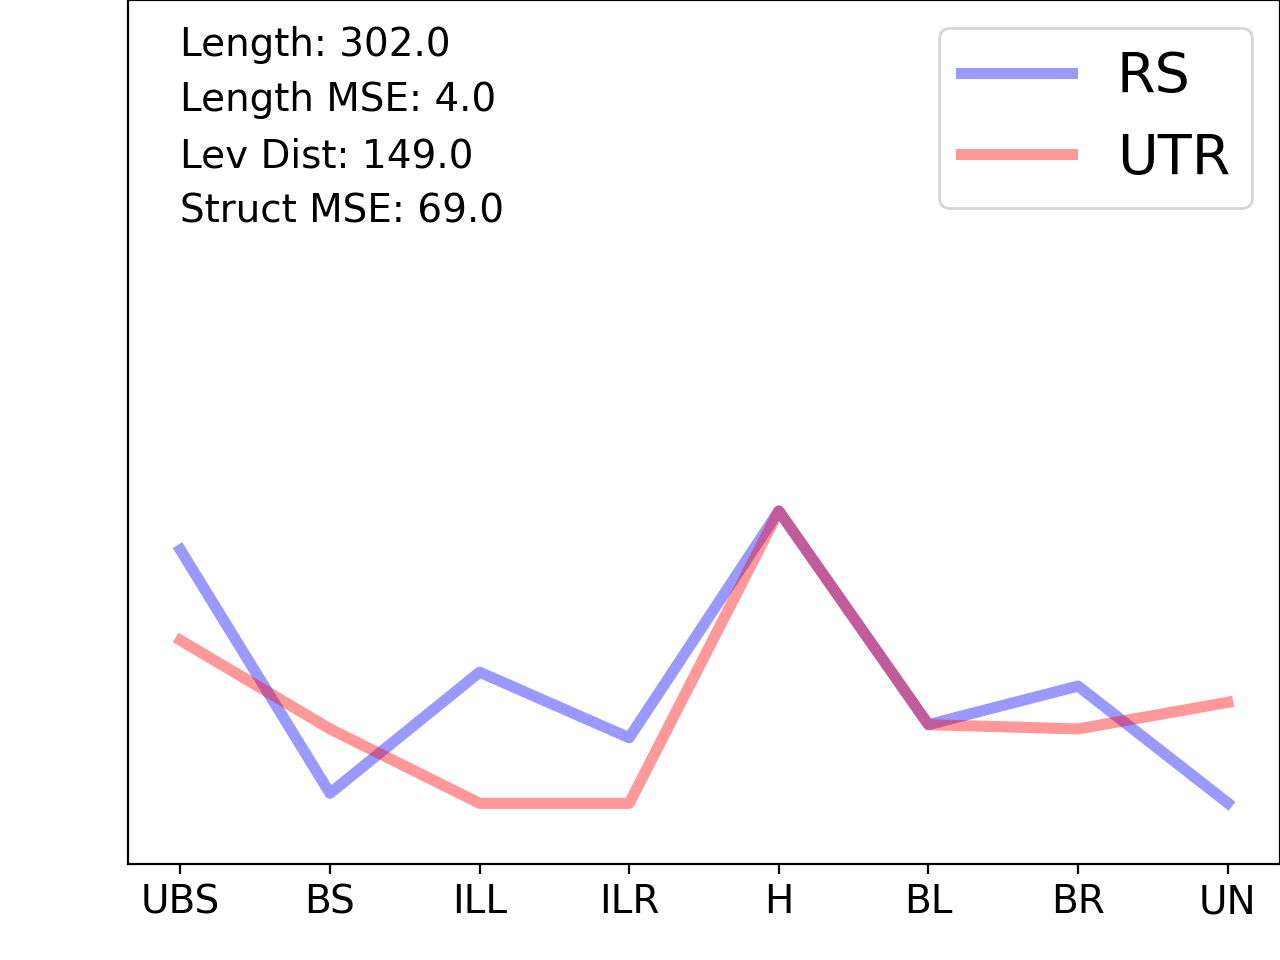 Length: 302.0
Length MSE: 4.0
Lev Dist: 149.0
Struct MSE: 69.0
RS
UTR
UBS BS ILL ILR H BL BR UN